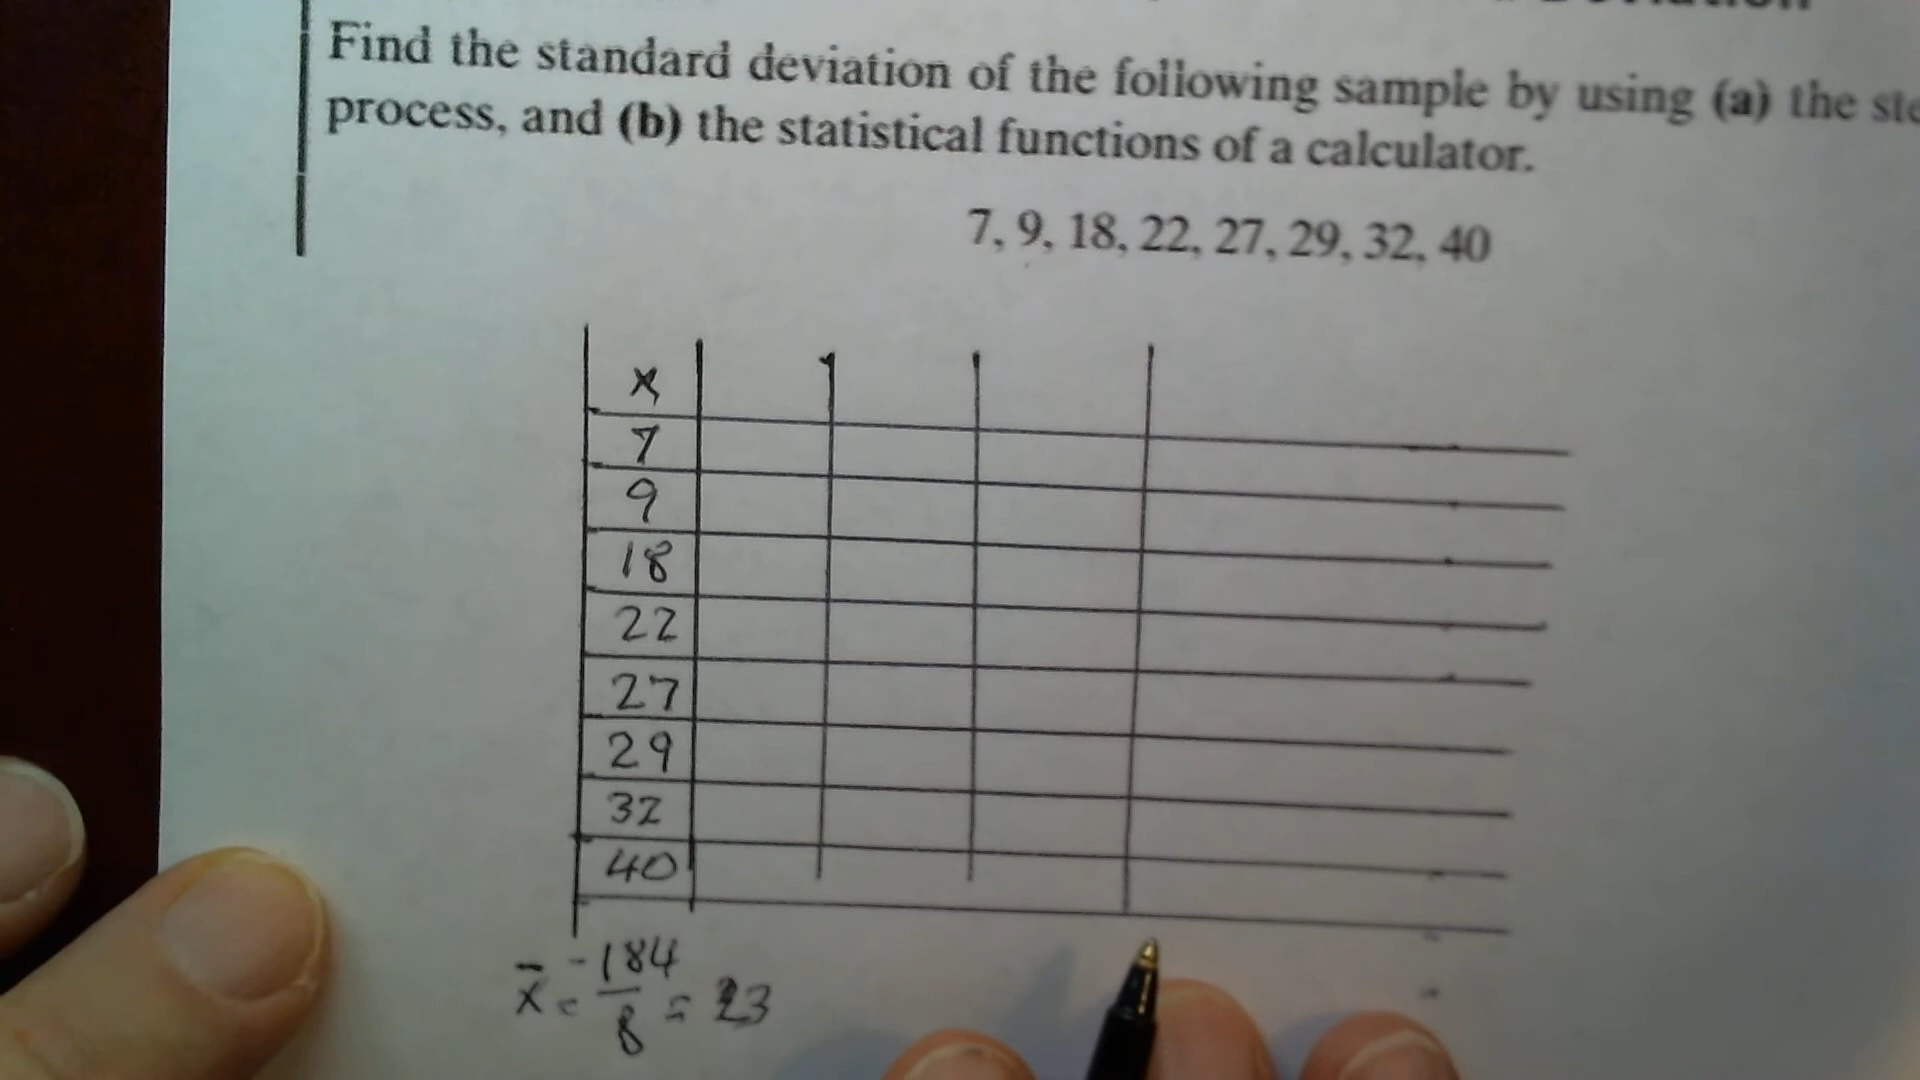 Find the standard deviation of the following sample by using (a) the
process, and (b) the statistical functions of a calculator.
7, 9, 18, 22, 27, 29, 32, 40
x
7
9
18
22
27
29
32
40
x̄ = 184/8 = 23